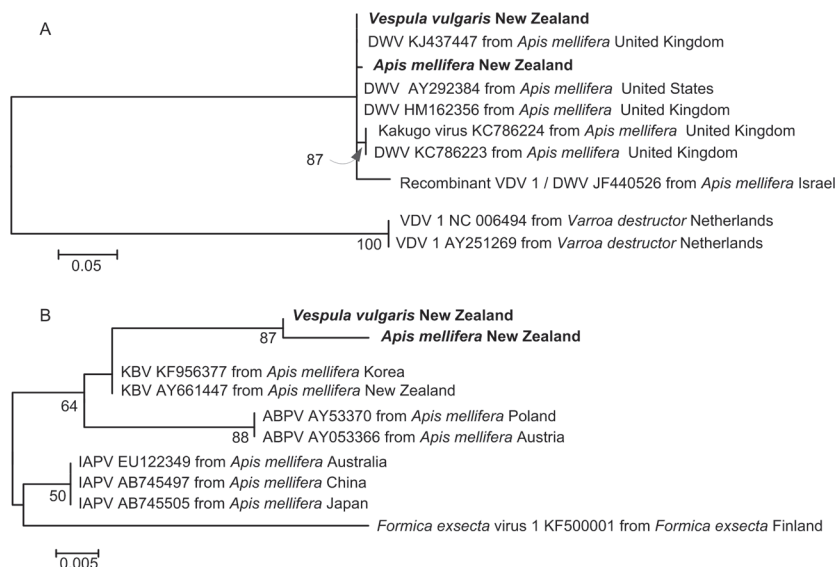 A
Vespula vulgaris New Zealand
DWV KJ437447 from Apis mellifera United Kingdom
Apis mellifera New Zealand
DWV AY292384 from Apis mellifera United States
DWV HM162356 from Apis mellifera United Kingdom
Kakugo virus KC786224 from Apis mellifera United Kingdom
87
DWV KC786223 from Apis mellifera United Kingdom
Recombinant VDV 1 / DWV JF440526 from Apis mellifera Israel
VDV 1 NC 006494 from Varroa destructor Netherlands
100
VDV 1 AY251269 from Varroa destructor Netherlands
0.05
B
Vespula vulgaris New Zealand
87
Apis mellifera New Zealand
KBV KF956377 from Apis mellifera Korea
KBV AY661447 from Apis mellifera New Zealand
64
ABPV AY53370 from Apis mellifera Poland
88
ABPV AY053366 from Apis mellifera Austria
IAPV EU122349 from Apis mellifera Australia
IAPV AB745497 from Apis mellifera China
50
IAPV AB745505 from Apis mellifera Japan
Formica exsecta virus 1 KF500001 from Formica exsecta Finland
0.005